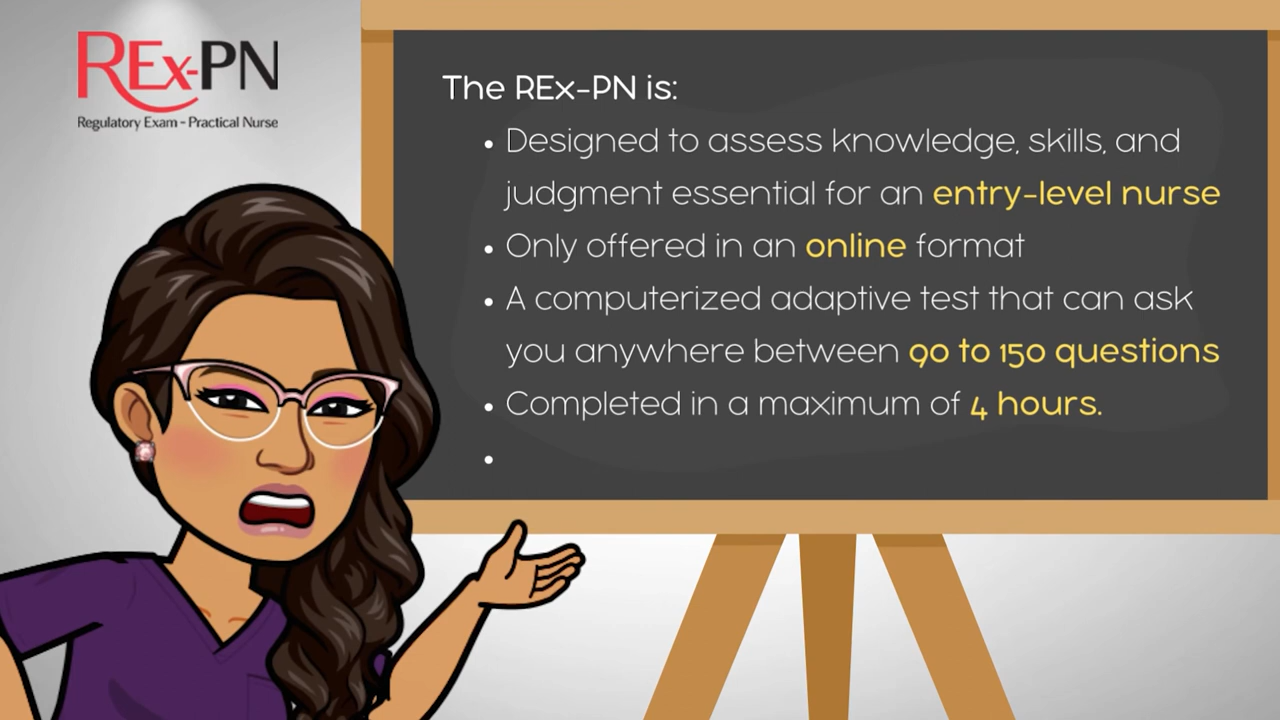 REx-PN
Regulatory Exam - Practical Nurse
The REx-PN is:
• Designed to assess knowledge, skills, and
judgment essential for an entry-level nurse
• Only offered in an online format
• A computerized adaptive test that can ask
you anywhere between 90 to 150 questions
• Completed in a maximum of 4 hours.
•